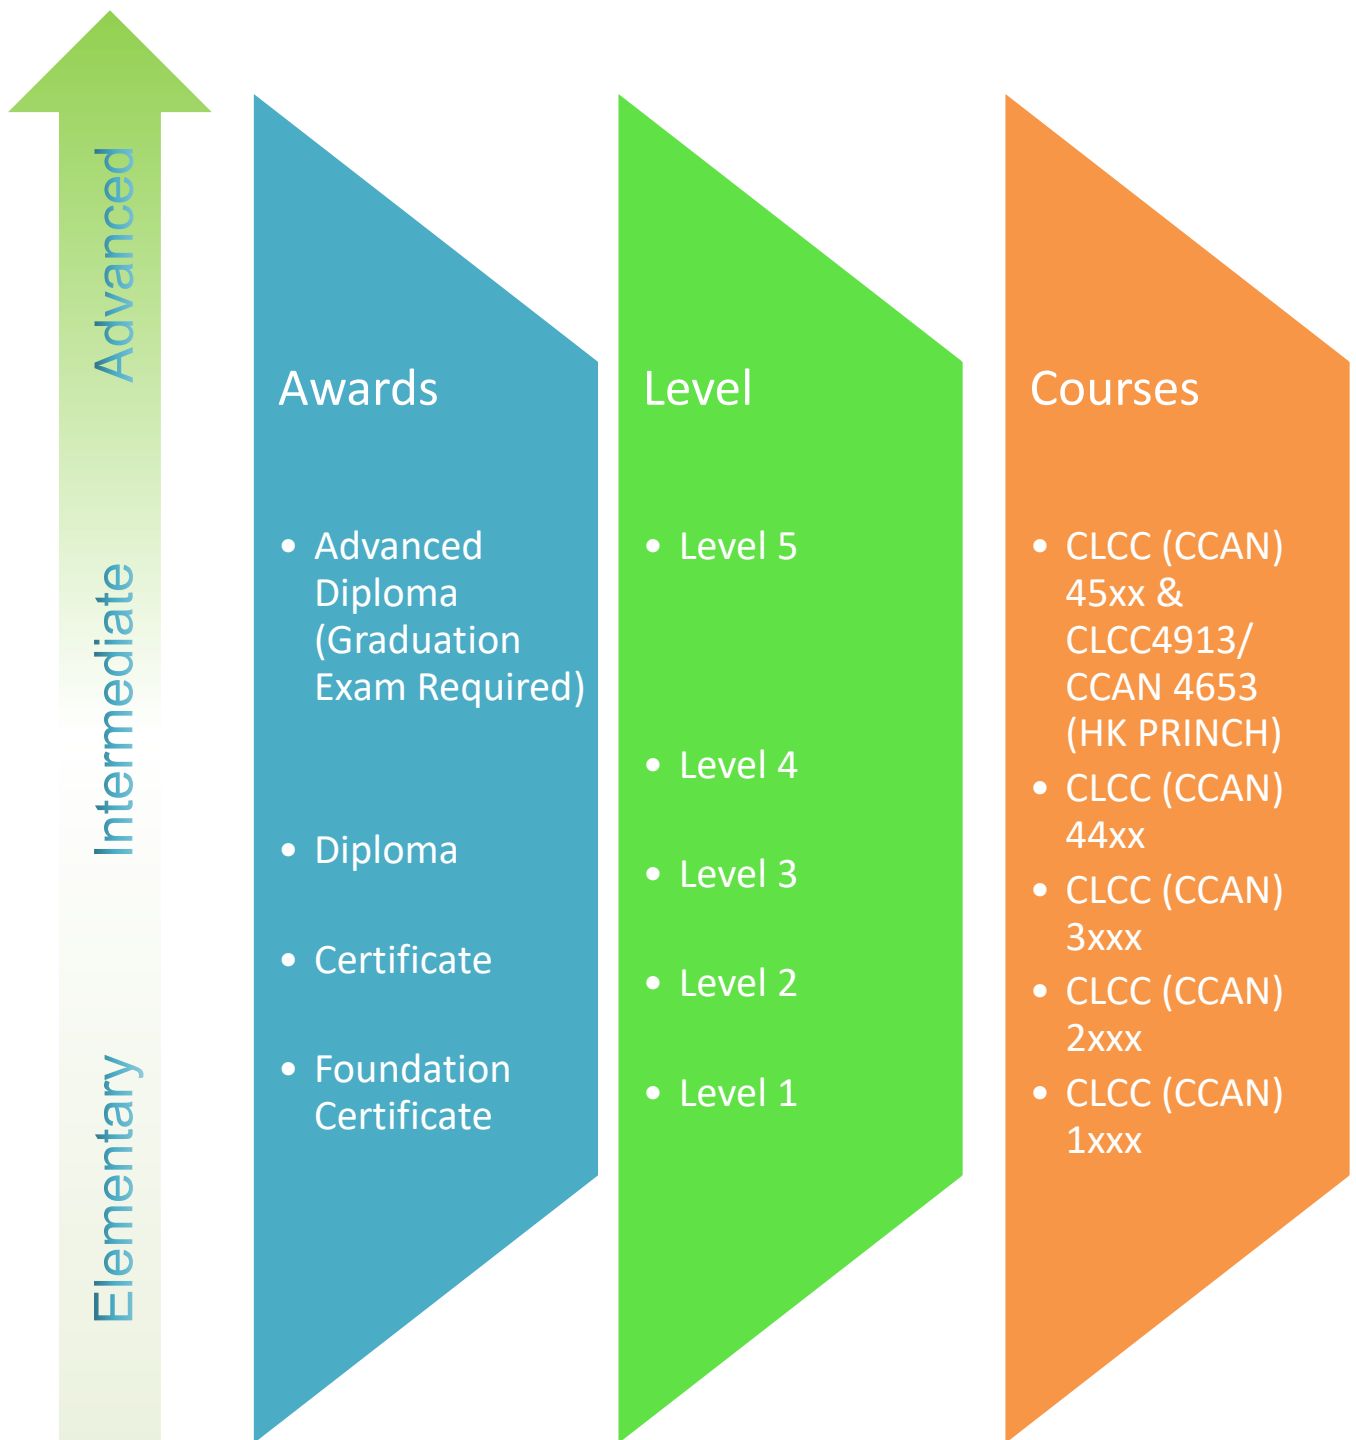 Advanced
Intermediate
Elementary
Awards
• Advanced
Diploma
(Graduation
Exam Required)
• Diploma
• Certificate
• Foundation
Certificate
Level
• Level 5
• Level 4
• Level 3
• Level 2
• Level 1
Courses
• CLCC (CCAN)
45xx &
CLCC4913/
CCAN 4653
(HK PRINCH)
• CLCC (CCAN)
44xx
• CLCC (CCAN)
3xxx
• CLCC (CCAN)
2xxx
• CLCC (CCAN)
1xxx